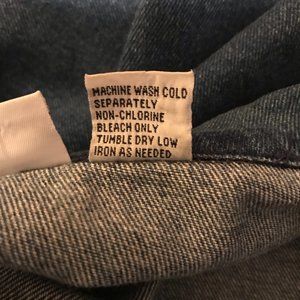 MACHINE WASH COLD
SEPARATELY
NON-CHLORINE
BLEACH ONLY
TUMBLE DRY LOW
IRON AS NEEDED